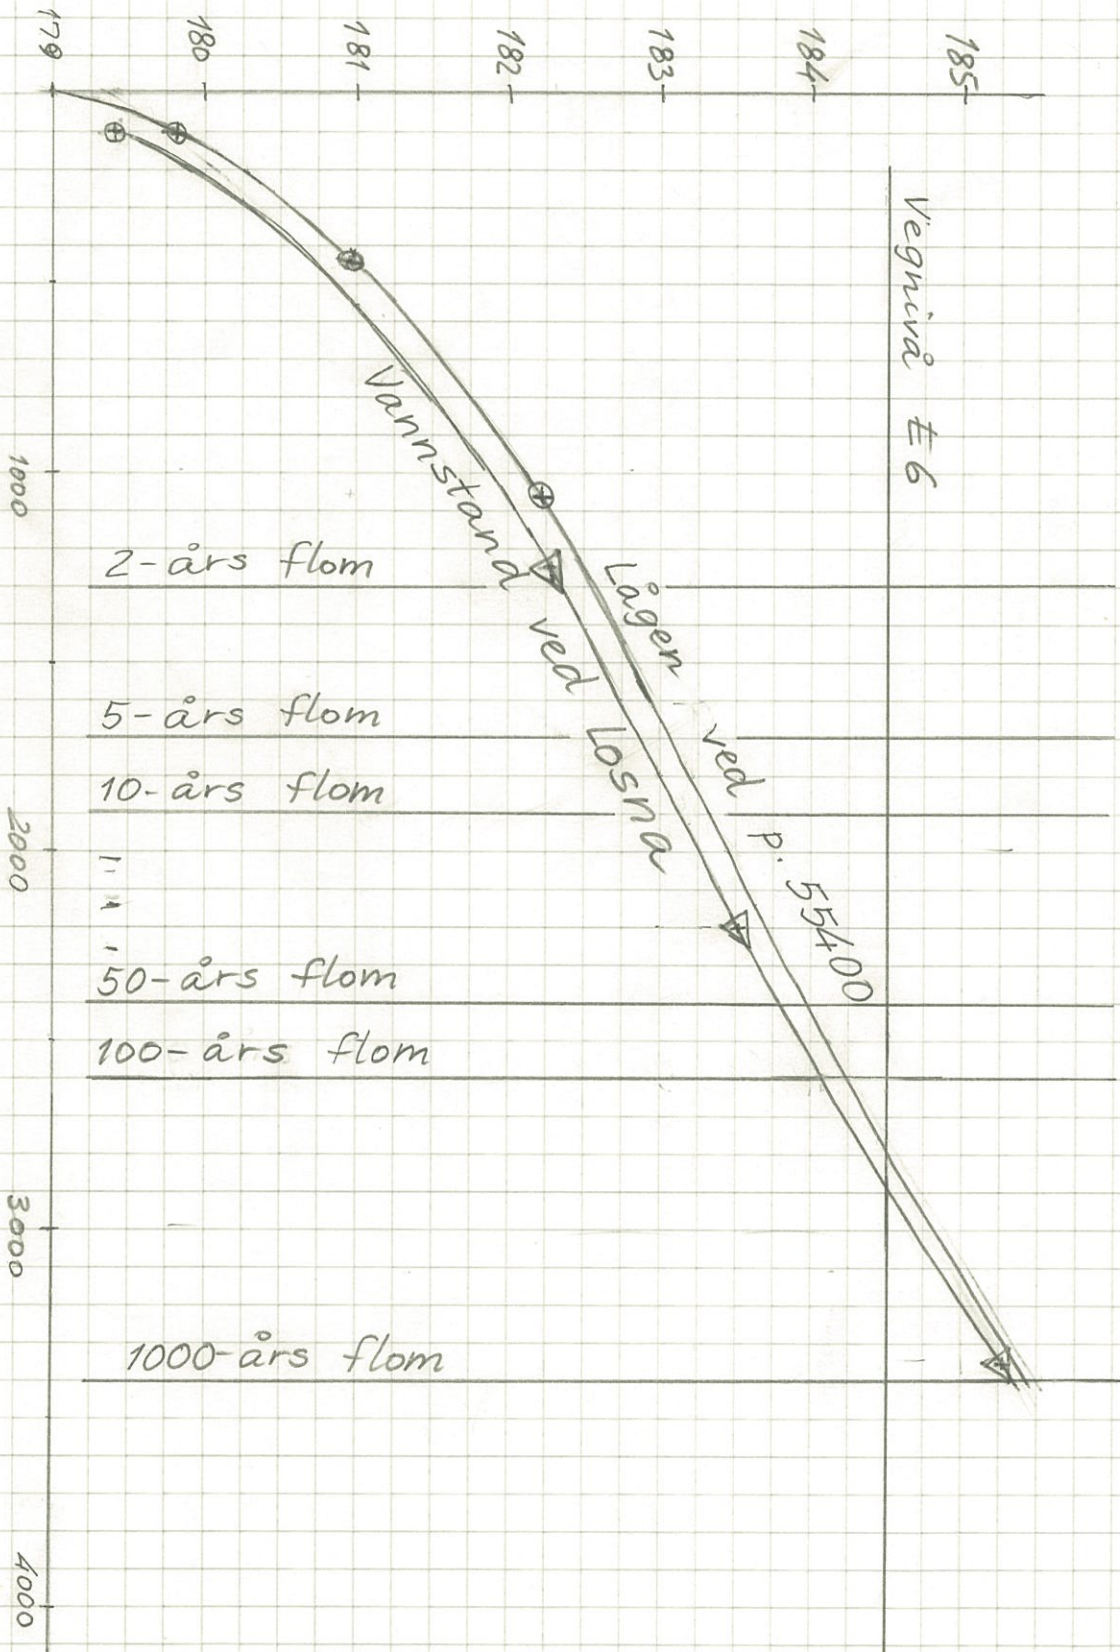 179
180
181
182
183
184
185
Vegnivå E6
1000
2000
3000
4000
Vannstand ved Losna
Lågen ved p. 55400
2-års flom
5-års flom
10-års flom
50-års flom
100-års flom
1000-års flom